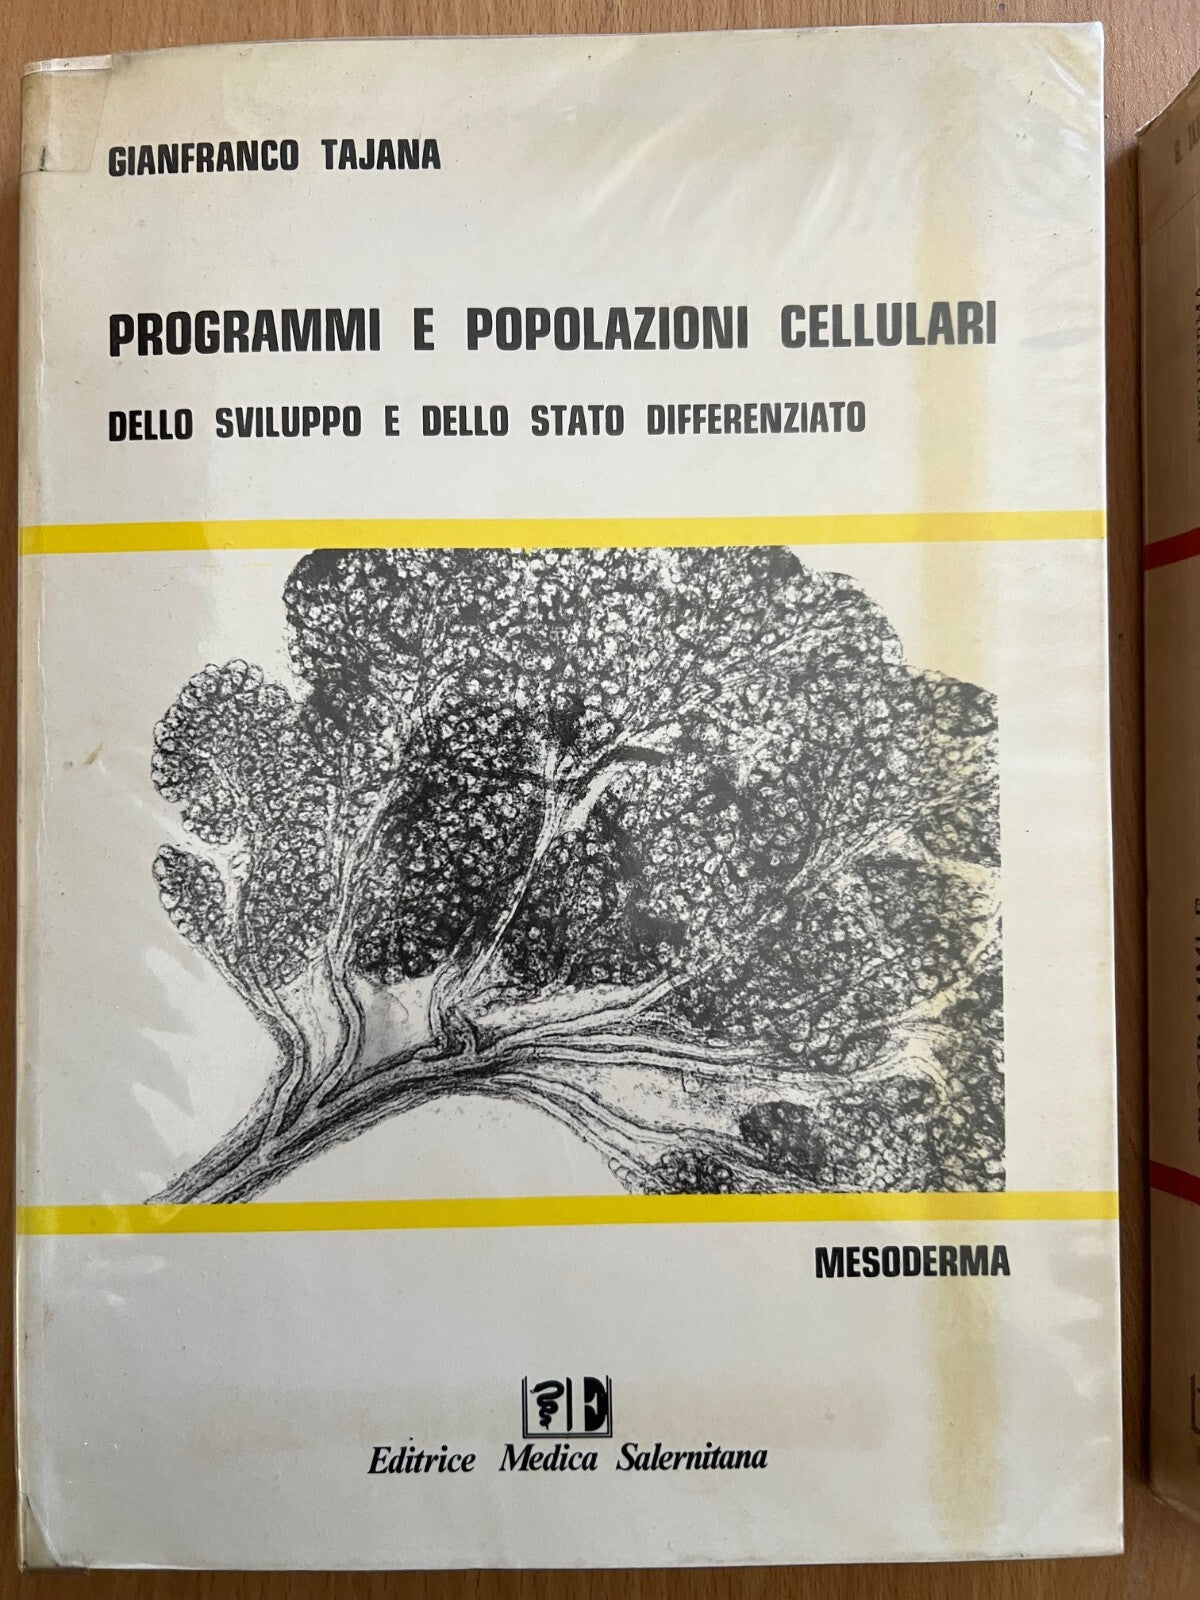 GIANFRANCO TAJANA
PROGRAMMI E POPOLAZIONI CELLULARI
DELLO SVILUPPO E DELLO STATO DIFFERENZIATO
MESODERMA
Editrice Medica Salernitana